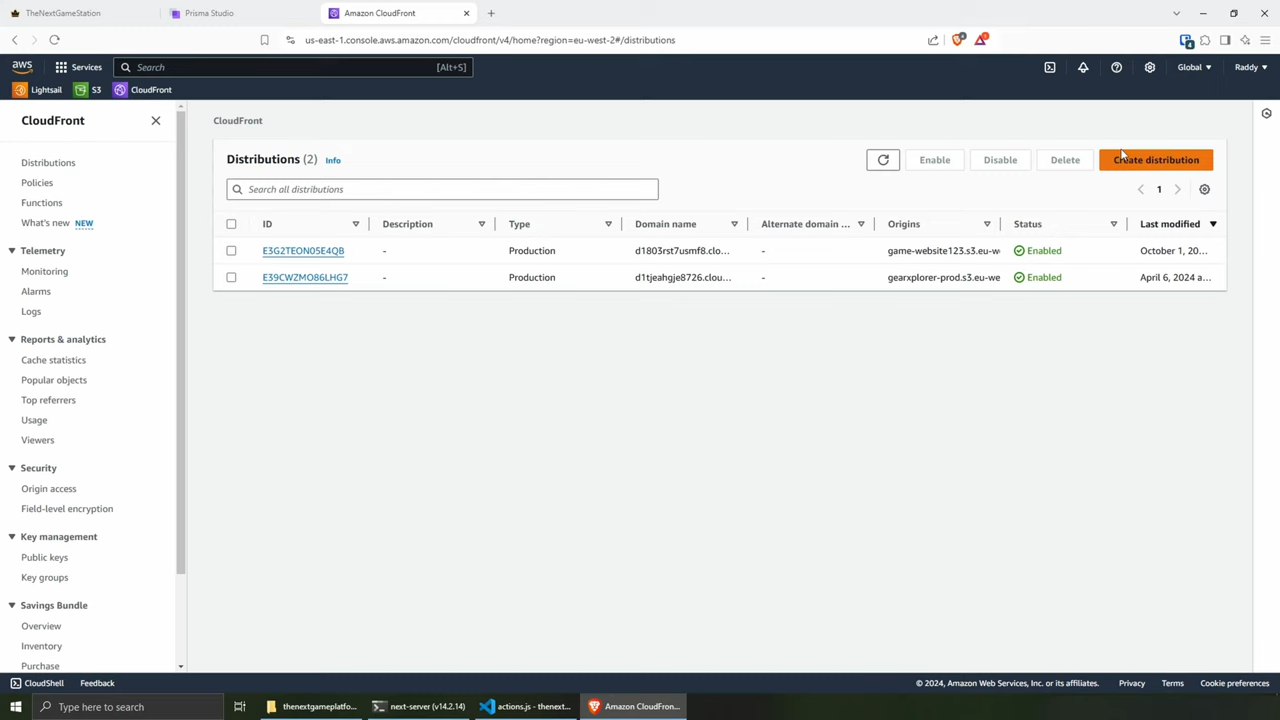 TheNextGameStation
Prisma Studio
Amazon CloudFront
us-east-1.console.aws.amazon.com/cloudfront/v4/home?region=eu-west-2#/distributions
aws
Services
Search
[Alt+S]
Global
Raddy
Lightsail
S3
CloudFront
CloudFront
Distributions
Policies
Functions
What's new NEW
Telemetry
Monitoring
Alarms
Logs
Reports & analytics
Cache statistics
Popular objects
Top referrers
Usage
Viewers
Security
Origin access
Field-level encryption
Key management
Public keys
Key groups
Savings Bundle
Overview
Inventory
Purchase
CloudFront
Distributions (2) Info
Enable
Disable
Delete
Create distribution
Search all distributions
1
ID Description Type Domain name Alternate domain ... Origins Status Last modified
E3G2TEON05E4QB - Production d1803rst7usmf8.clo... - game-website123.s3.eu-w Enabled October 1, 20...
E39CWZMO86LHG7 - Production d1tjeahgje8726.clou... - gearxplorer-prod.s3.eu-we Enabled April 6, 2024 a...
CloudShell
Feedback
© 2024, Amazon Web Services, Inc. or its affiliates.
Privacy
Terms
Cookie preferences
Type here to search
thenextgameplatfo...
next-server (v14.2.14)
actions.js - thenext...
Amazon CloudFron...